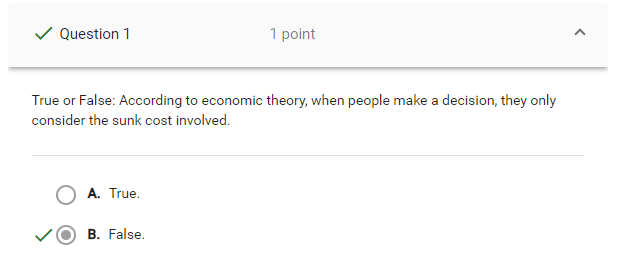 Question 1 1 point
True or False: According to economic theory, when people make a decision, they only
consider the sunk cost involved.
A. True.
B. False.